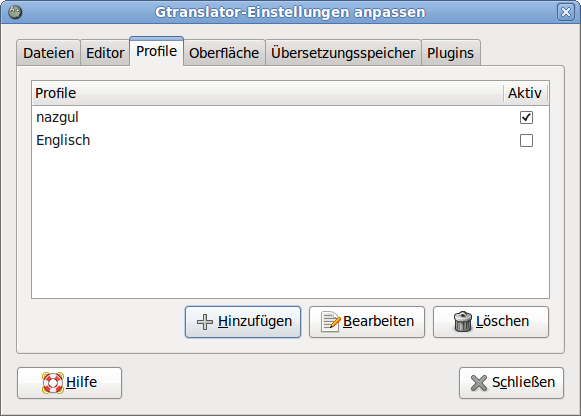 Gtranslator-Einstellungen anpassen
Dateien Editor Profile Oberfläche Übersetzungsspeicher Plugins
Profile Aktiv
nazgul
Englisch
Hinzufügen Bearbeiten Löschen
Hilfe Schließen